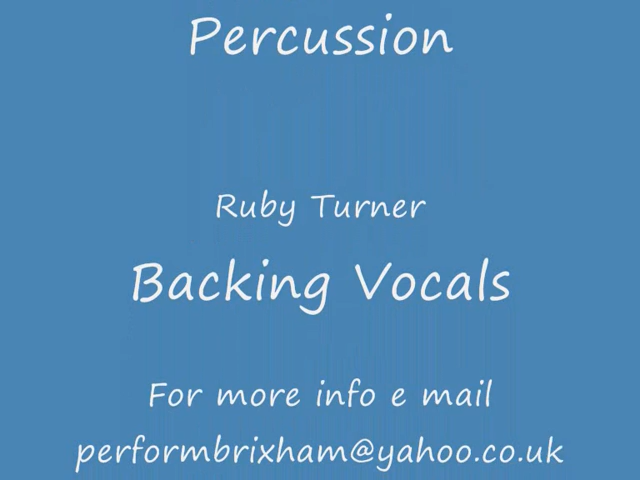 Percussion
Ruby Turner
Backing Vocals
For more info e mail
performbrixham@yahoo.co.uk